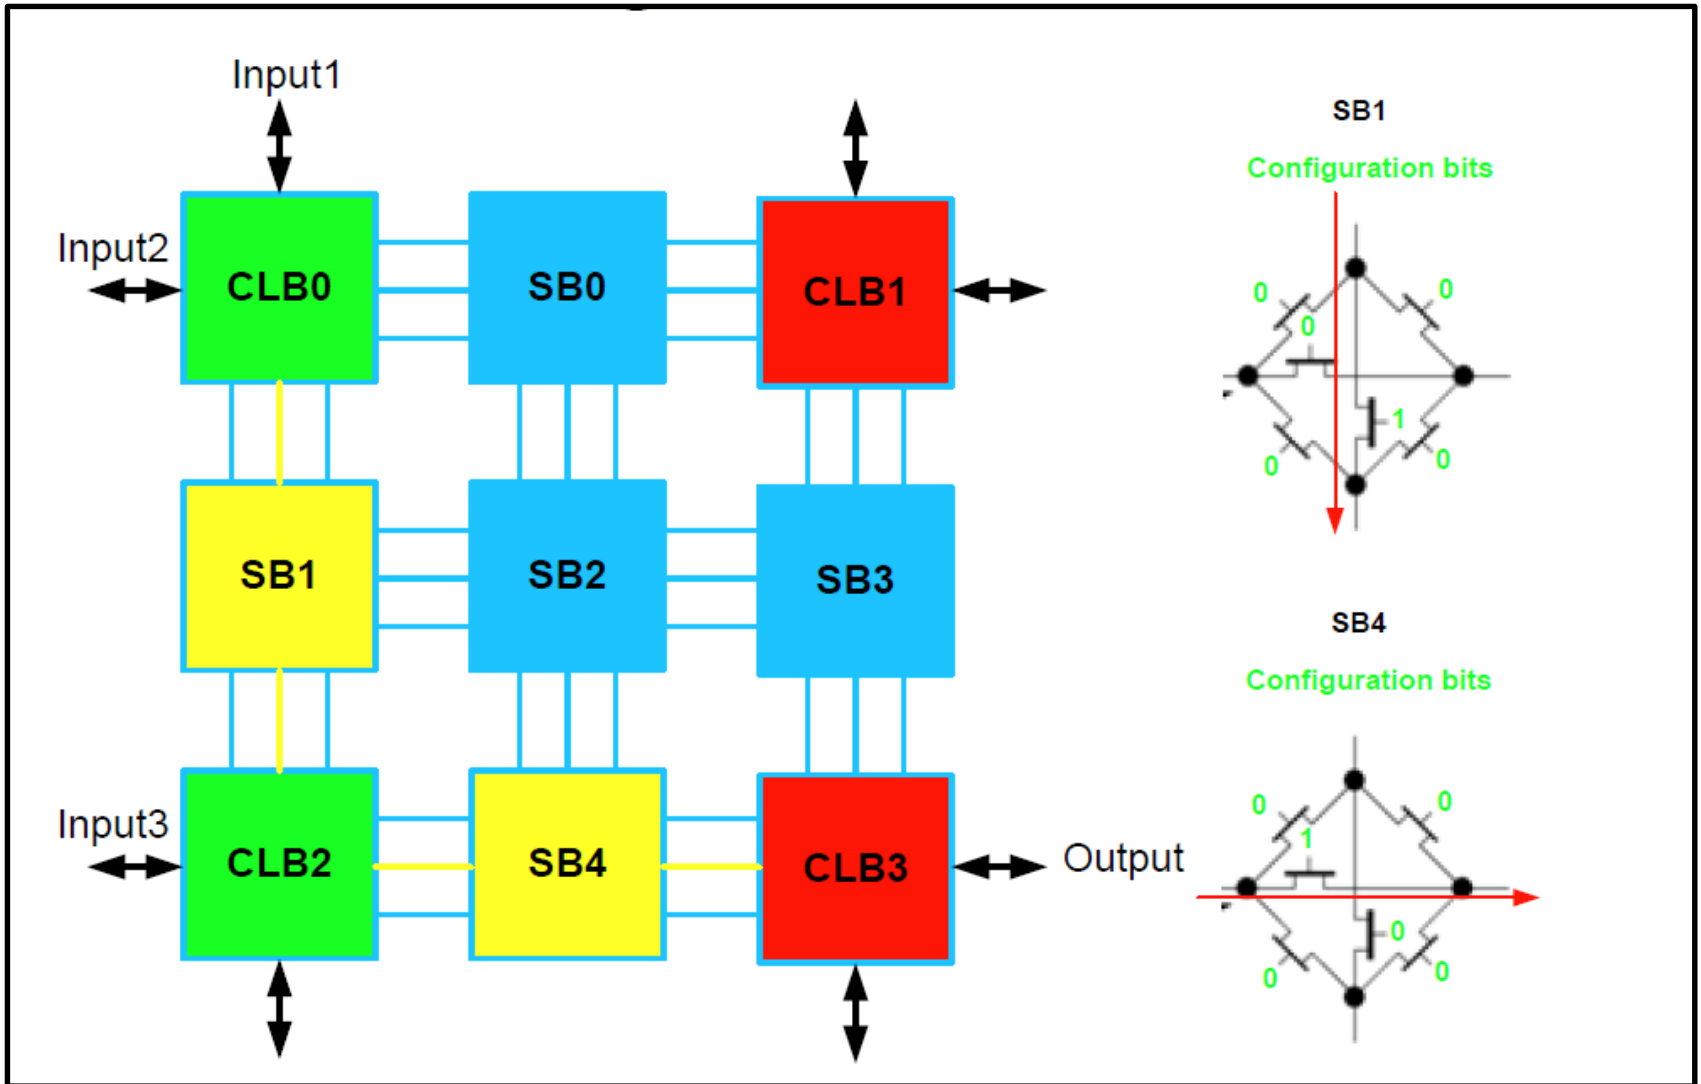 Input1
Input2
CLB0
SB0
CLB1
SB1
SB2
SB3
Input3
CLB2
SB4
CLB3
Output
SB1
Configuration bits
0
0
0
1
0
0
SB4
Configuration bits
0
0
1
0
0
0